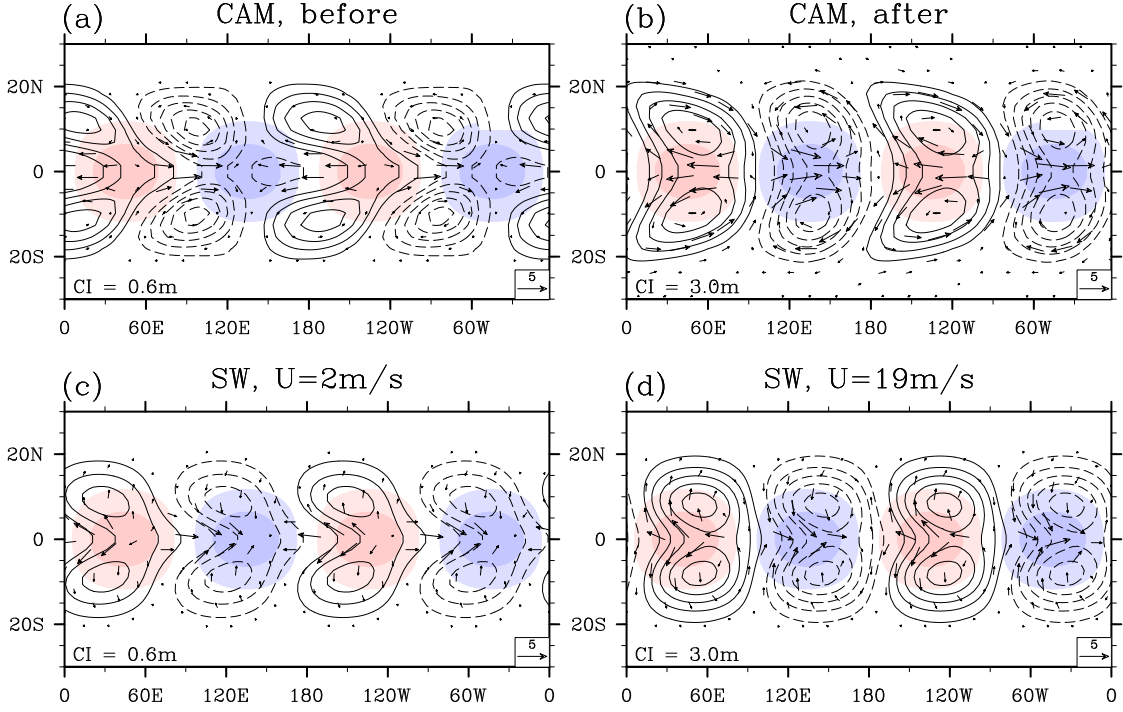 (a) CAM, before
(b) CAM, after
20N
0
20S
CI = 0.6m
5
0 60E 120E 180 120W 60W
20N
0
20S
CI = 3.0m
5
0 60E 120E 180 120W 60W
(c) SW, U=2m/s
(d) SW, U=19m/s
20N
0
20S
CI = 0.6m
5
0 60E 120E 180 120W 60W 0
20N
0
20S
CI = 3.0m
5
0 60E 120E 180 120W 60W 0